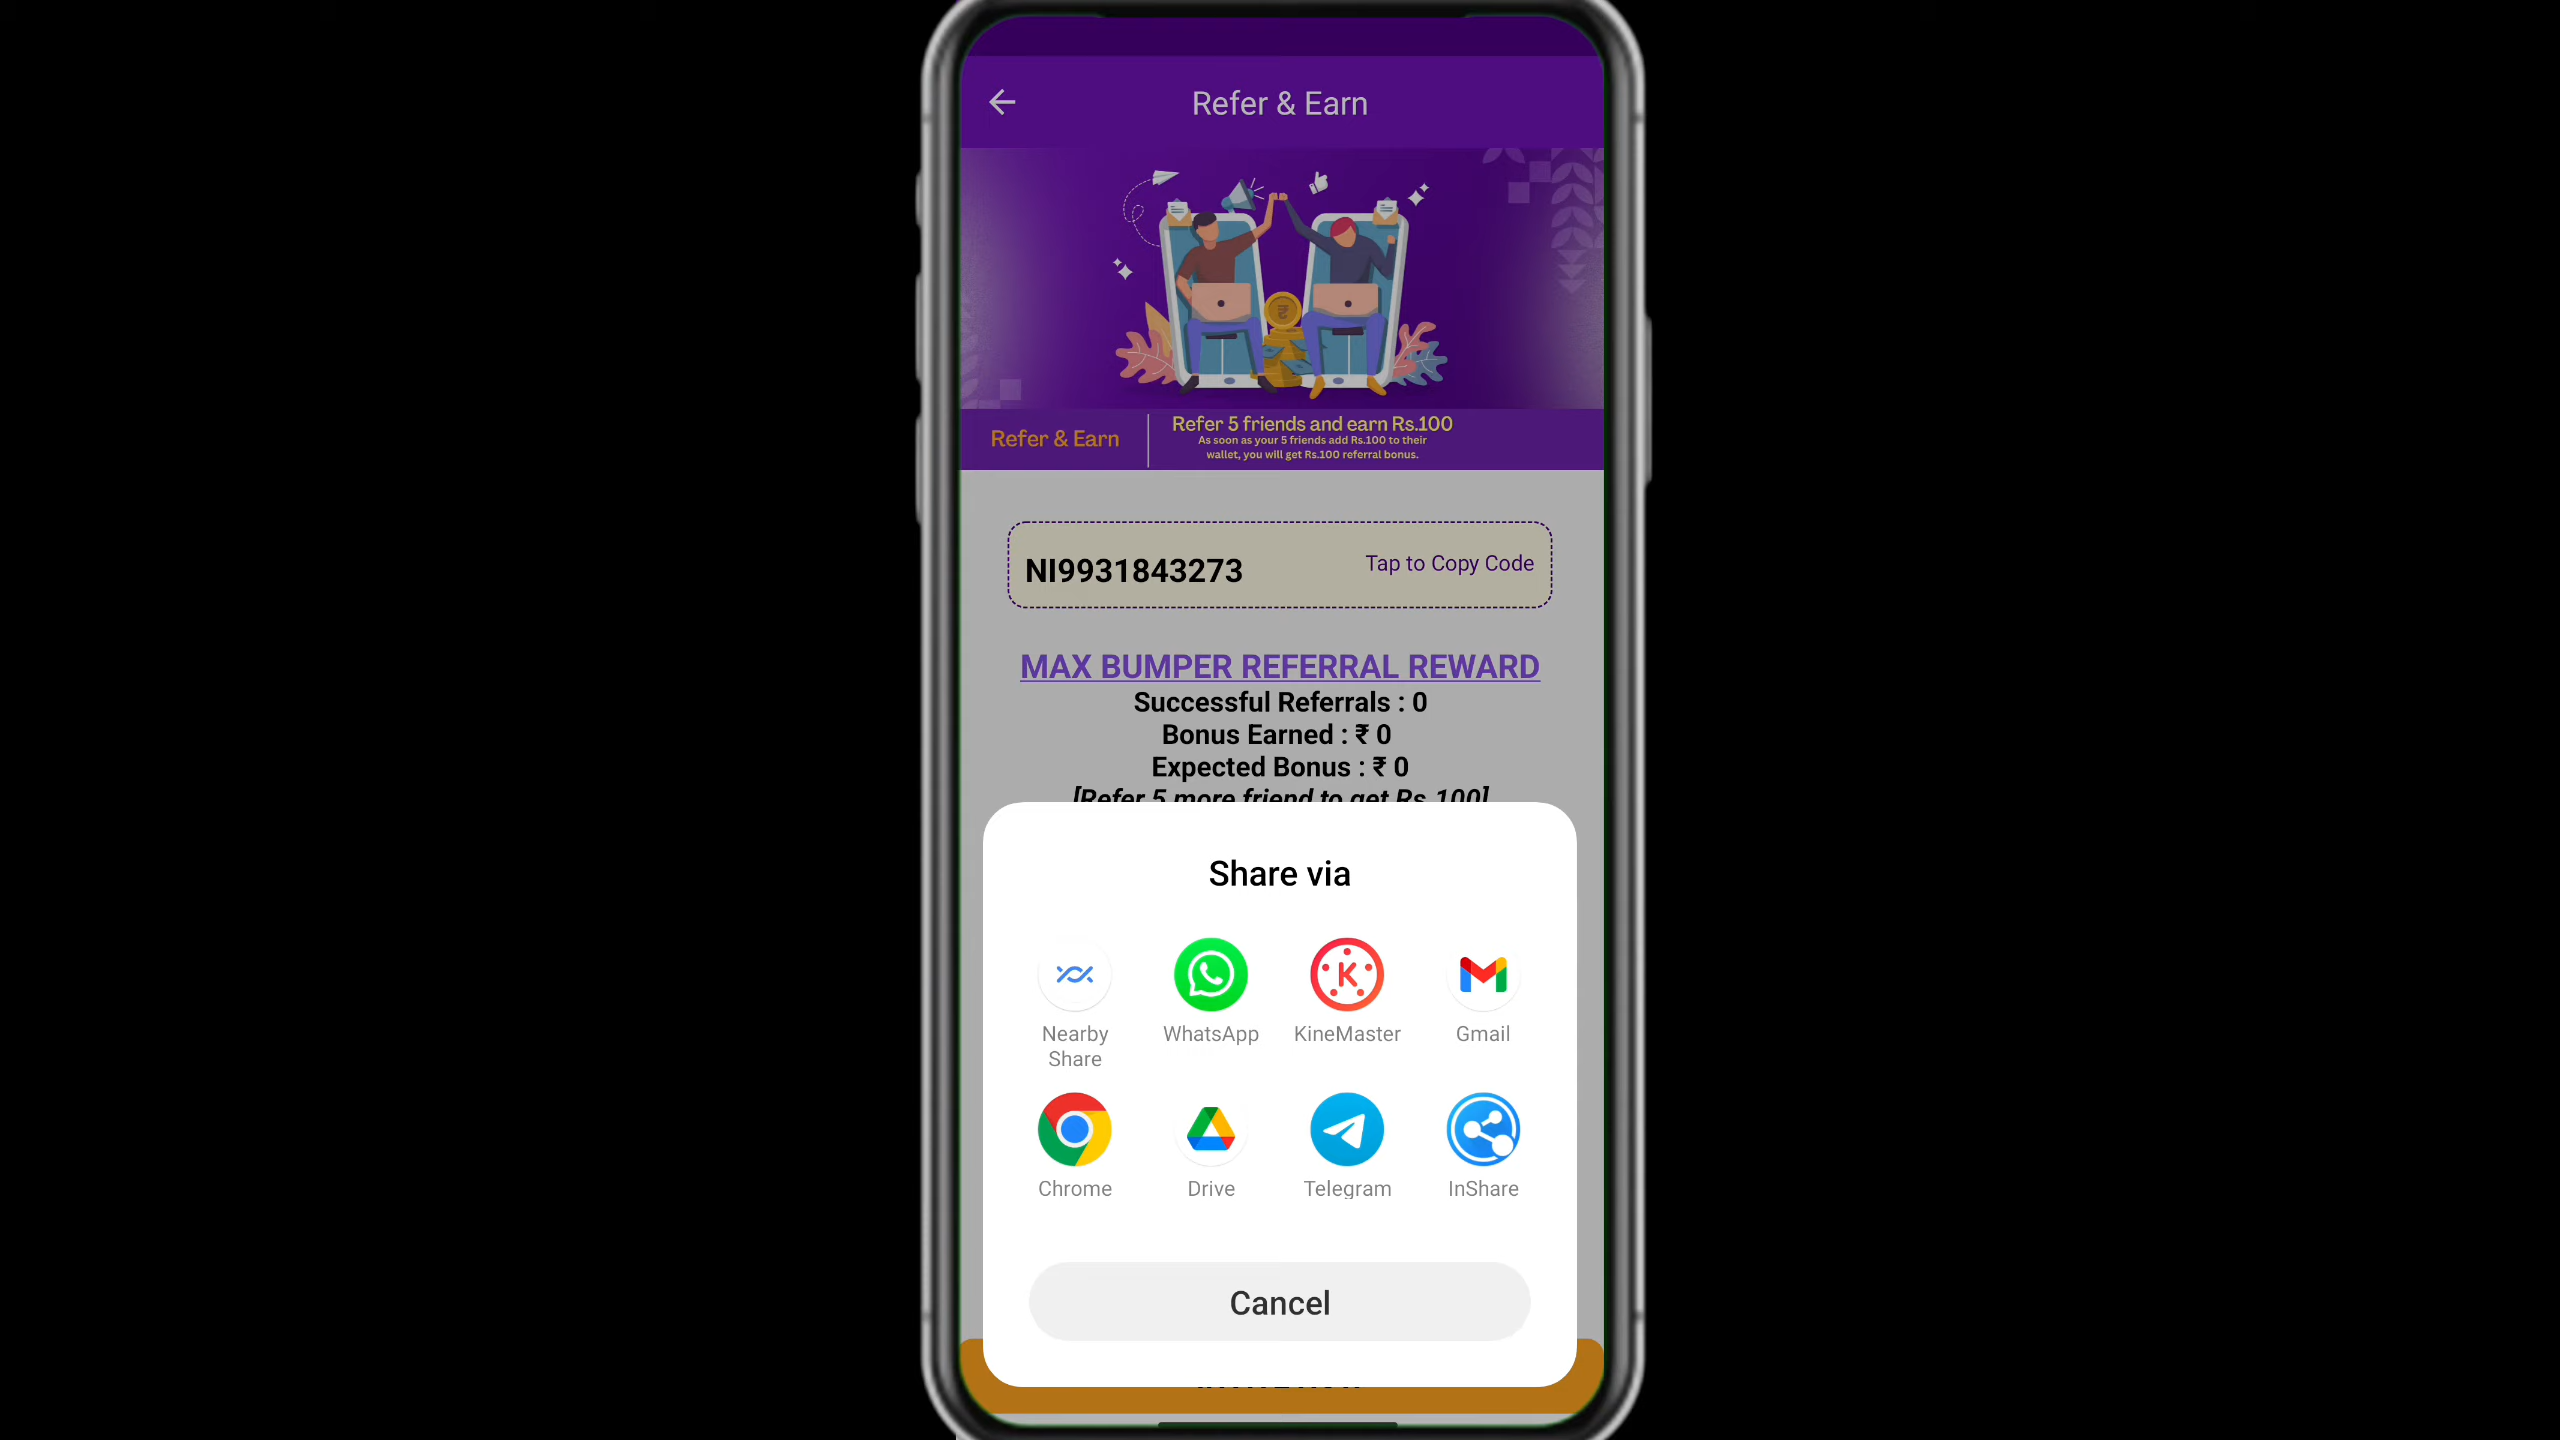 Refer & Earn
Refer & Earn
Refer 5 friends and earn Rs.100
As soon as your 5 friends add Rs.100 to their
wallet, you will get Rs.100 referral bonus.
NI9931843273
Tap to Copy Code
MAX BUMPER REFERRAL REWARD
Successful Referrals : 0
Bonus Earned : ₹ 0
Expected Bonus : ₹ 0
[Refer 5 more friend to get Rs.100]
Share via
Nearby Share
WhatsApp
KineMaster
Gmail
Chrome
Drive
Telegram
InShare
Cancel